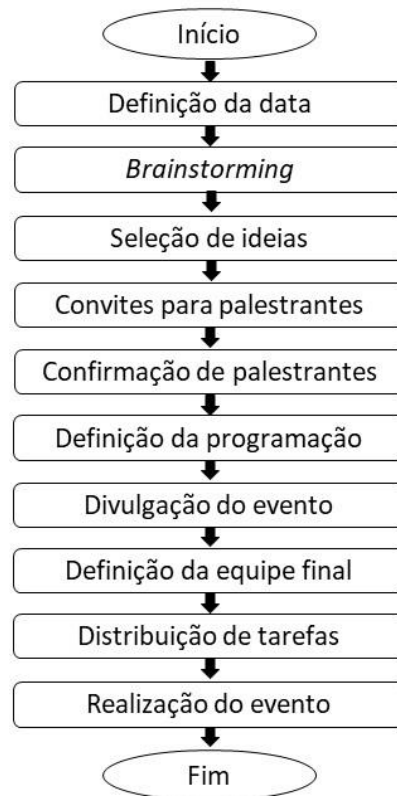 Início
Definição da data
Brainstorming
Seleção de ideias
Convites para palestrantes
Confirmação de palestrantes
Definição da programação
Divulgação do evento
Definição da equipe final
Distribuição de tarefas
Realização do evento
Fim